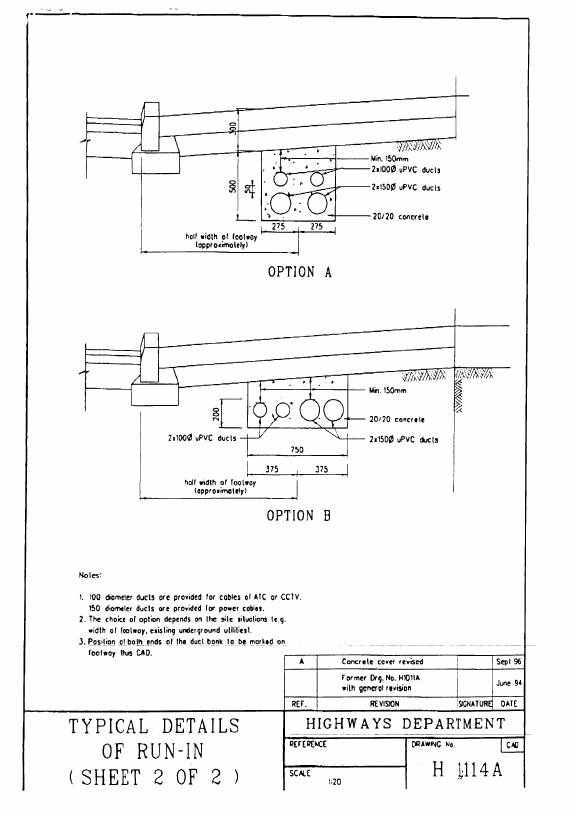 300
500
50
Min. 150mm
2x100Ø uPVC ducts
2x150Ø uPVC ducts
20/20 concrete
275 275
half width of footway
(approximately)
OPTION A
Min. 150mm
200
20/20 concrete
2x100Ø uPVC ducts
2x150Ø uPVC ducts
750
375 375
half width of footway
(approximately)
OPTION B
Notes:
1. 100 diameter ducts are provided for cables of ATC or CCTV.
150 diameter ducts are provided for power cables.
2. The choice of option depends on the site situations (e.g.
width of footway, existing underground utilities).
3. Position of both ends of the duct bank to be marked on
footway thus CAD.
A Concrete cover revised Sept 96
Former Drg. No. H1011A
with general revision June 94
REF. REVISION SIGNATURE DATE
TYPICAL DETAILS
OF RUN-IN
( SHEET 2 OF 2 )
HIGHWAYS DEPARTMENT
REFERENCE
DRAWING No. CAD
SCALE
1:20
H 1114A